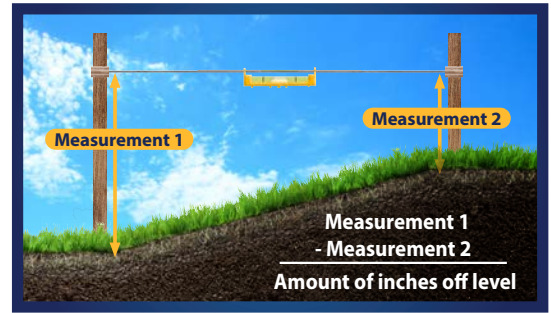 Measurement 1
Measurement 2
Measurement 1
- Measurement 2
Amount of inches off level